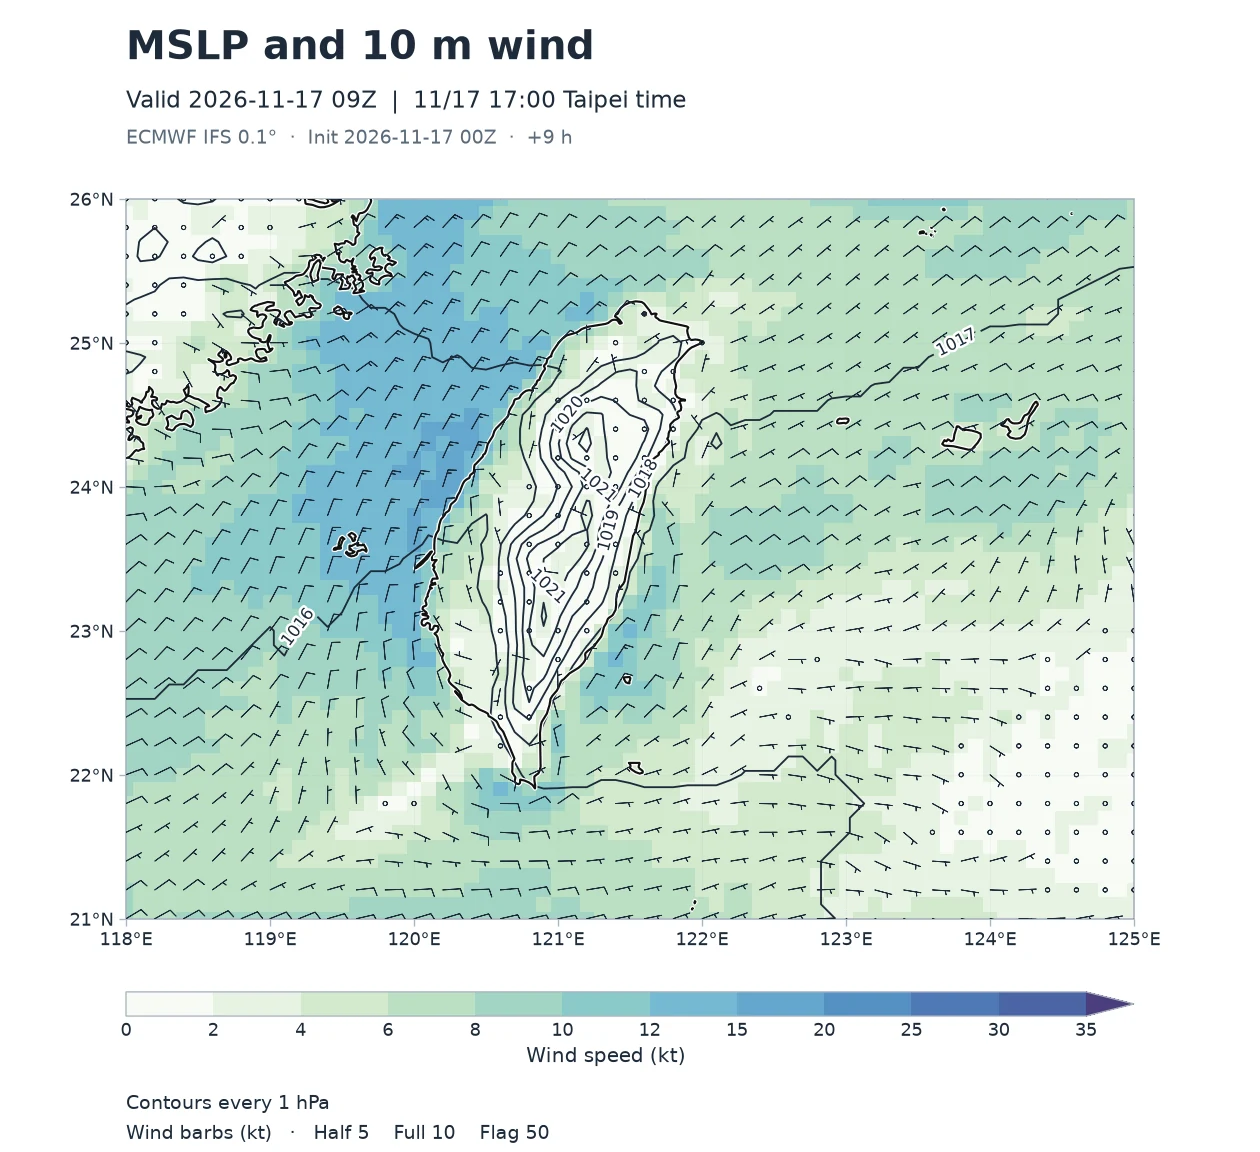 MSLP and 10 m wind
Valid 2026-11-17 09Z | 11/17 17:00 Taipei time
ECMWF IFS 0.1° · Init 2026-11-17 00Z · +9 h
26°N
25°N
24°N
23°N
22°N
21°N
1017
1020
1018
1021
1019
1021
1016
118°E 119°E 120°E 121°E 122°E 123°E 124°E 125°E
0 2 4 6 8 10 12 15 20 25 30 35
Wind speed (kt)
Contours every 1 hPa
Wind barbs (kt) · Half 5 Full 10 Flag 50